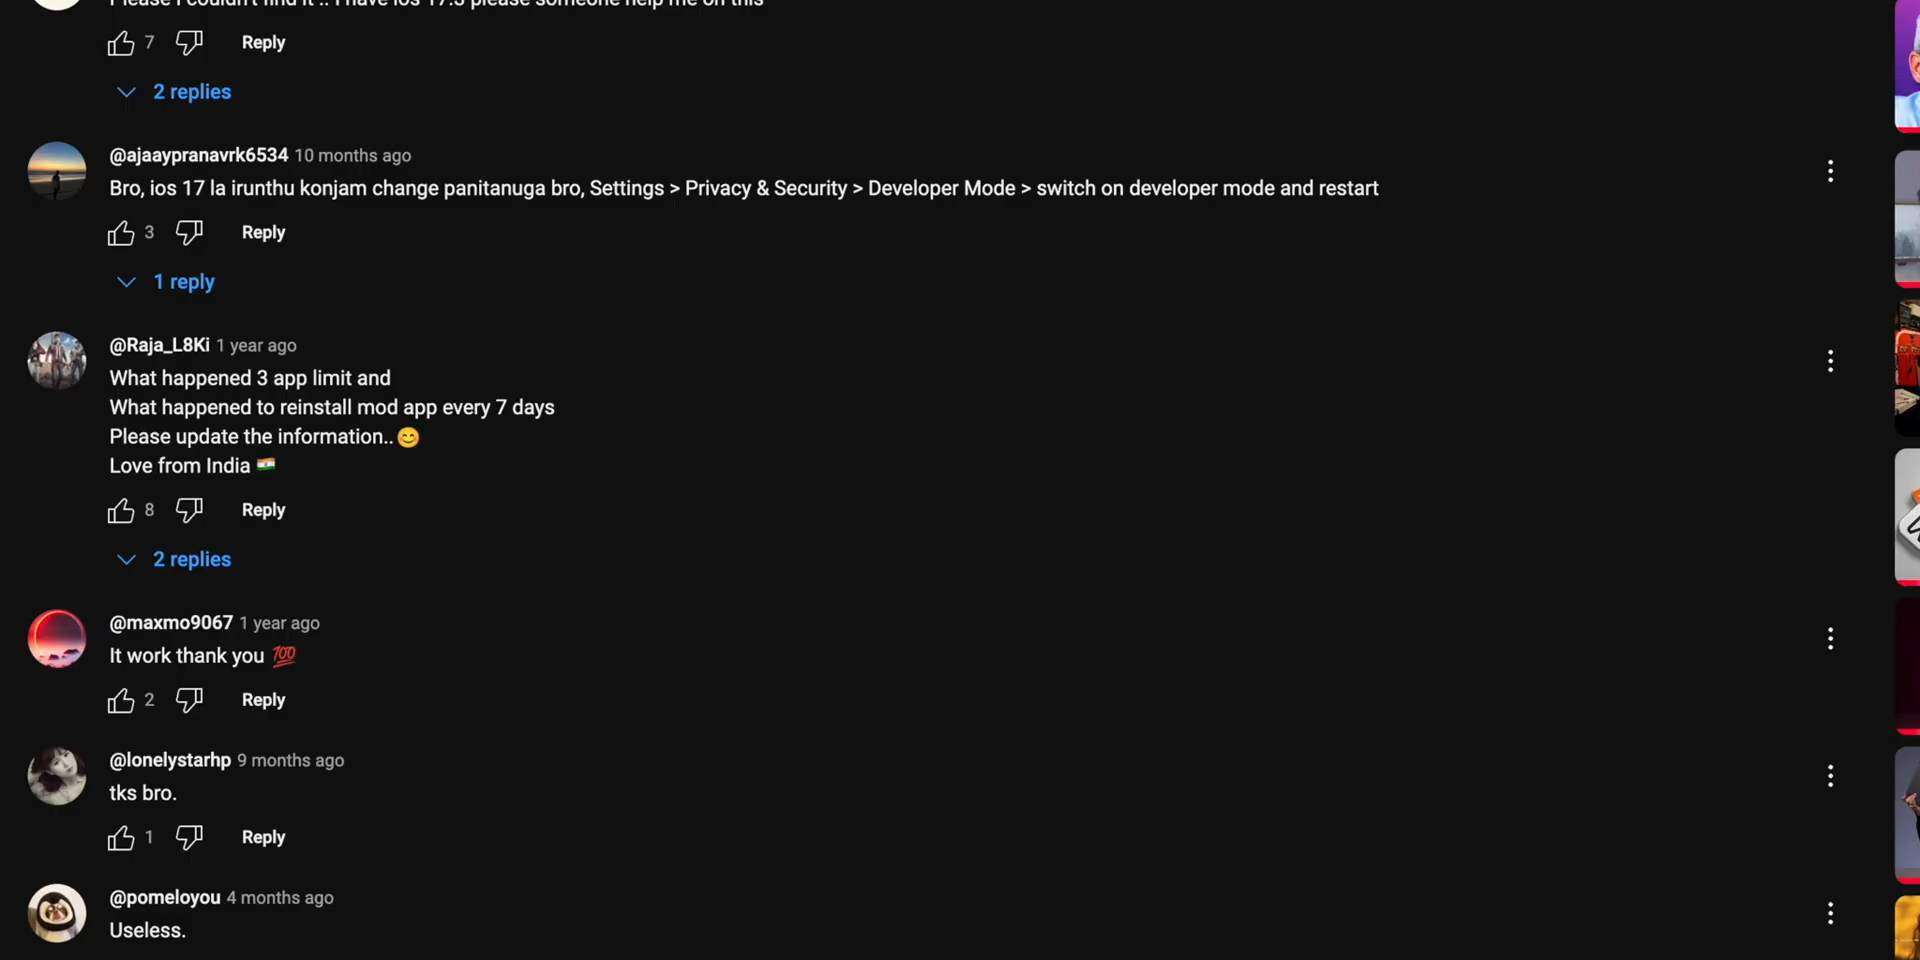 Please I couldn't find it .. I have ios 17.3 please someone help me on this
7 Reply
2 replies
@ajaaypranavrk6534 10 months ago
Bro, ios 17 la irunthu konjam change panitanuga bro, Settings > Privacy & Security > Developer Mode > switch on developer mode and restart
3 Reply
1 reply
@Raja_L8Ki 1 year ago
What happened 3 app limit and
What happened to reinstall mod app every 7 days
Please update the information..😊
Love from India 🇮🇳
8 Reply
2 replies
@maxmo9067 1 year ago
It work thank you 💯
2 Reply
@lonelystarhp 9 months ago
tks bro.
1 Reply
@pomeloyou 4 months ago
Useless.